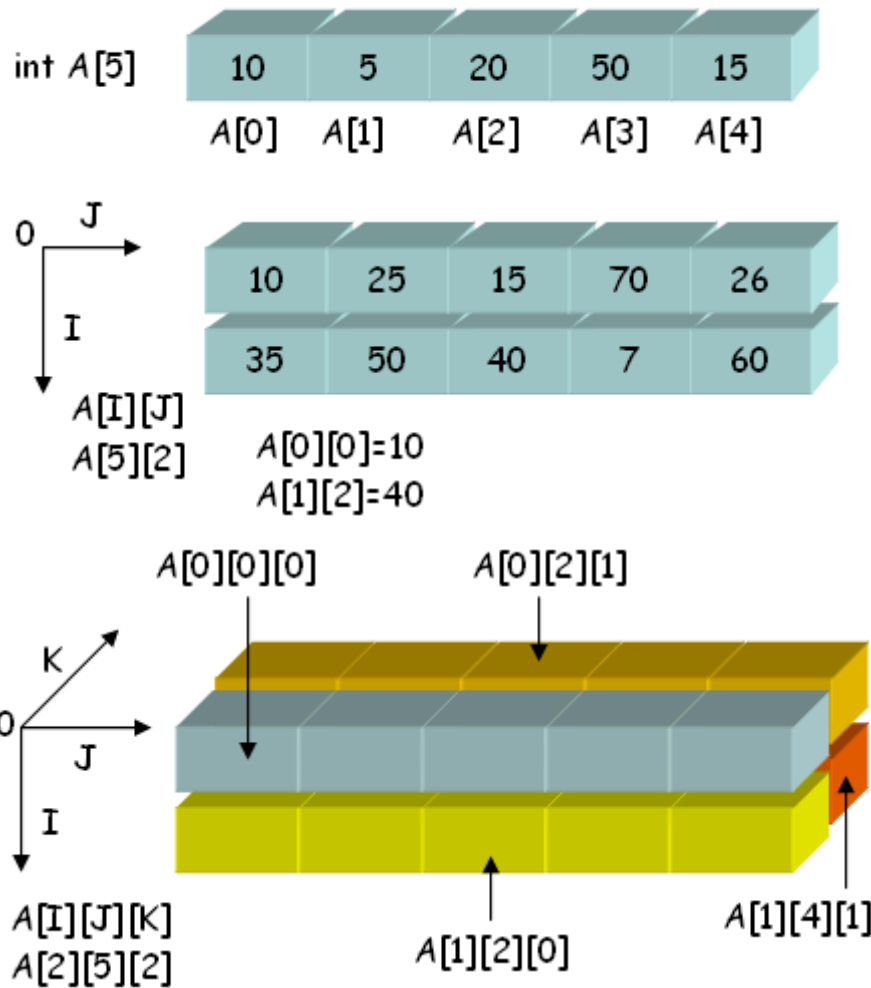 int A[5] 10 5 20 50 15
A[0] A[1] A[2] A[3] A[4]
0 J
10 25 15 70 26
I
35 50 40 7 60
A[I][J]
A[5][2]
A[0][0]=10
A[1][2]=40
A[0][0][0] A[0][2][1]
K
0
J
I
A[I][J][K]
A[2][5][2]
A[1][2][0]
A[1][4][1]